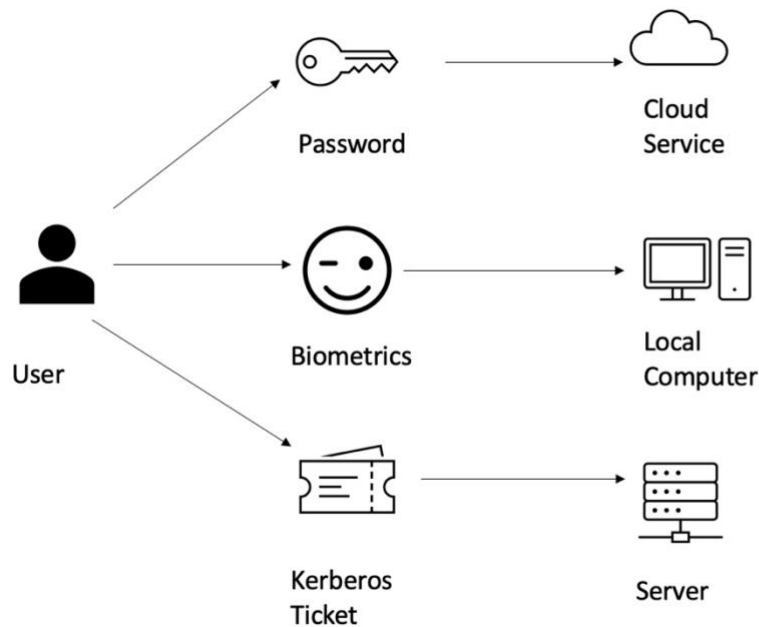 Password
Cloud
Service
User
Biometrics
Local
Computer
Kerberos
Ticket
Server